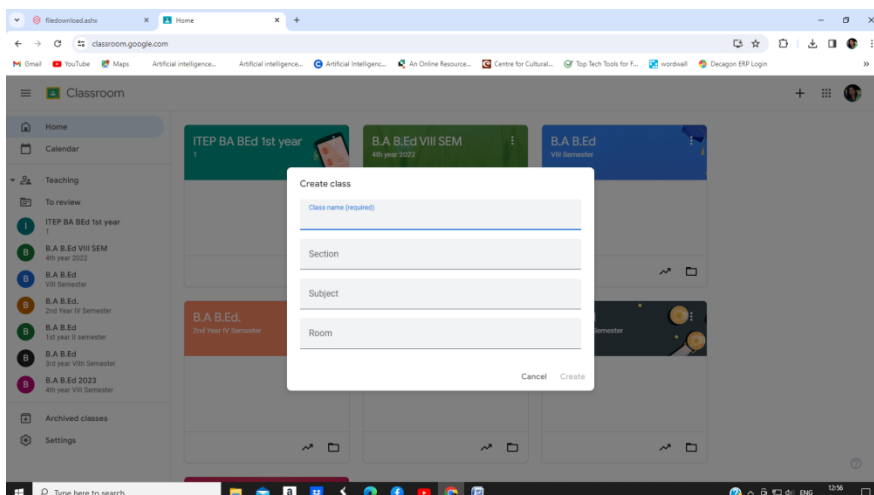 filedownload.ashx
Home
classroom.google.com
Gmail
YouTube
Maps
Artificial intelligence...
Artificial intelligence...
Artificial Intelligenc...
An Online Resource...
Centre for Cultural...
Top Tech Tools for F...
wordwall
Decagon ERP Login
»
Classroom
Home
Calendar
Teaching
To review
I
ITEP BA BEd 1st year
1
B
B.A B.Ed VIII SEM
4th year 2022
B
B.A B.Ed
VIII Semester
B
B.A B.Ed.
2nd Year IV Semester
B
B.A B.Ed
1st year II semester
B
B.A B.Ed
3rd year VIth Semester
B
B.A B.Ed 2023
4th year VIII Semester
Archived classes
Settings
ITEP BA BEd 1st year
1
B.A B.Ed VIII SEM
4th year 2022
B.A B.Ed
VIII Semester
B.A B.Ed.
2nd Year IV Semester
Semester
Create class
Class name (required)
Section
Subject
Room
Cancel
Create
Type here to search
ENG
12:56